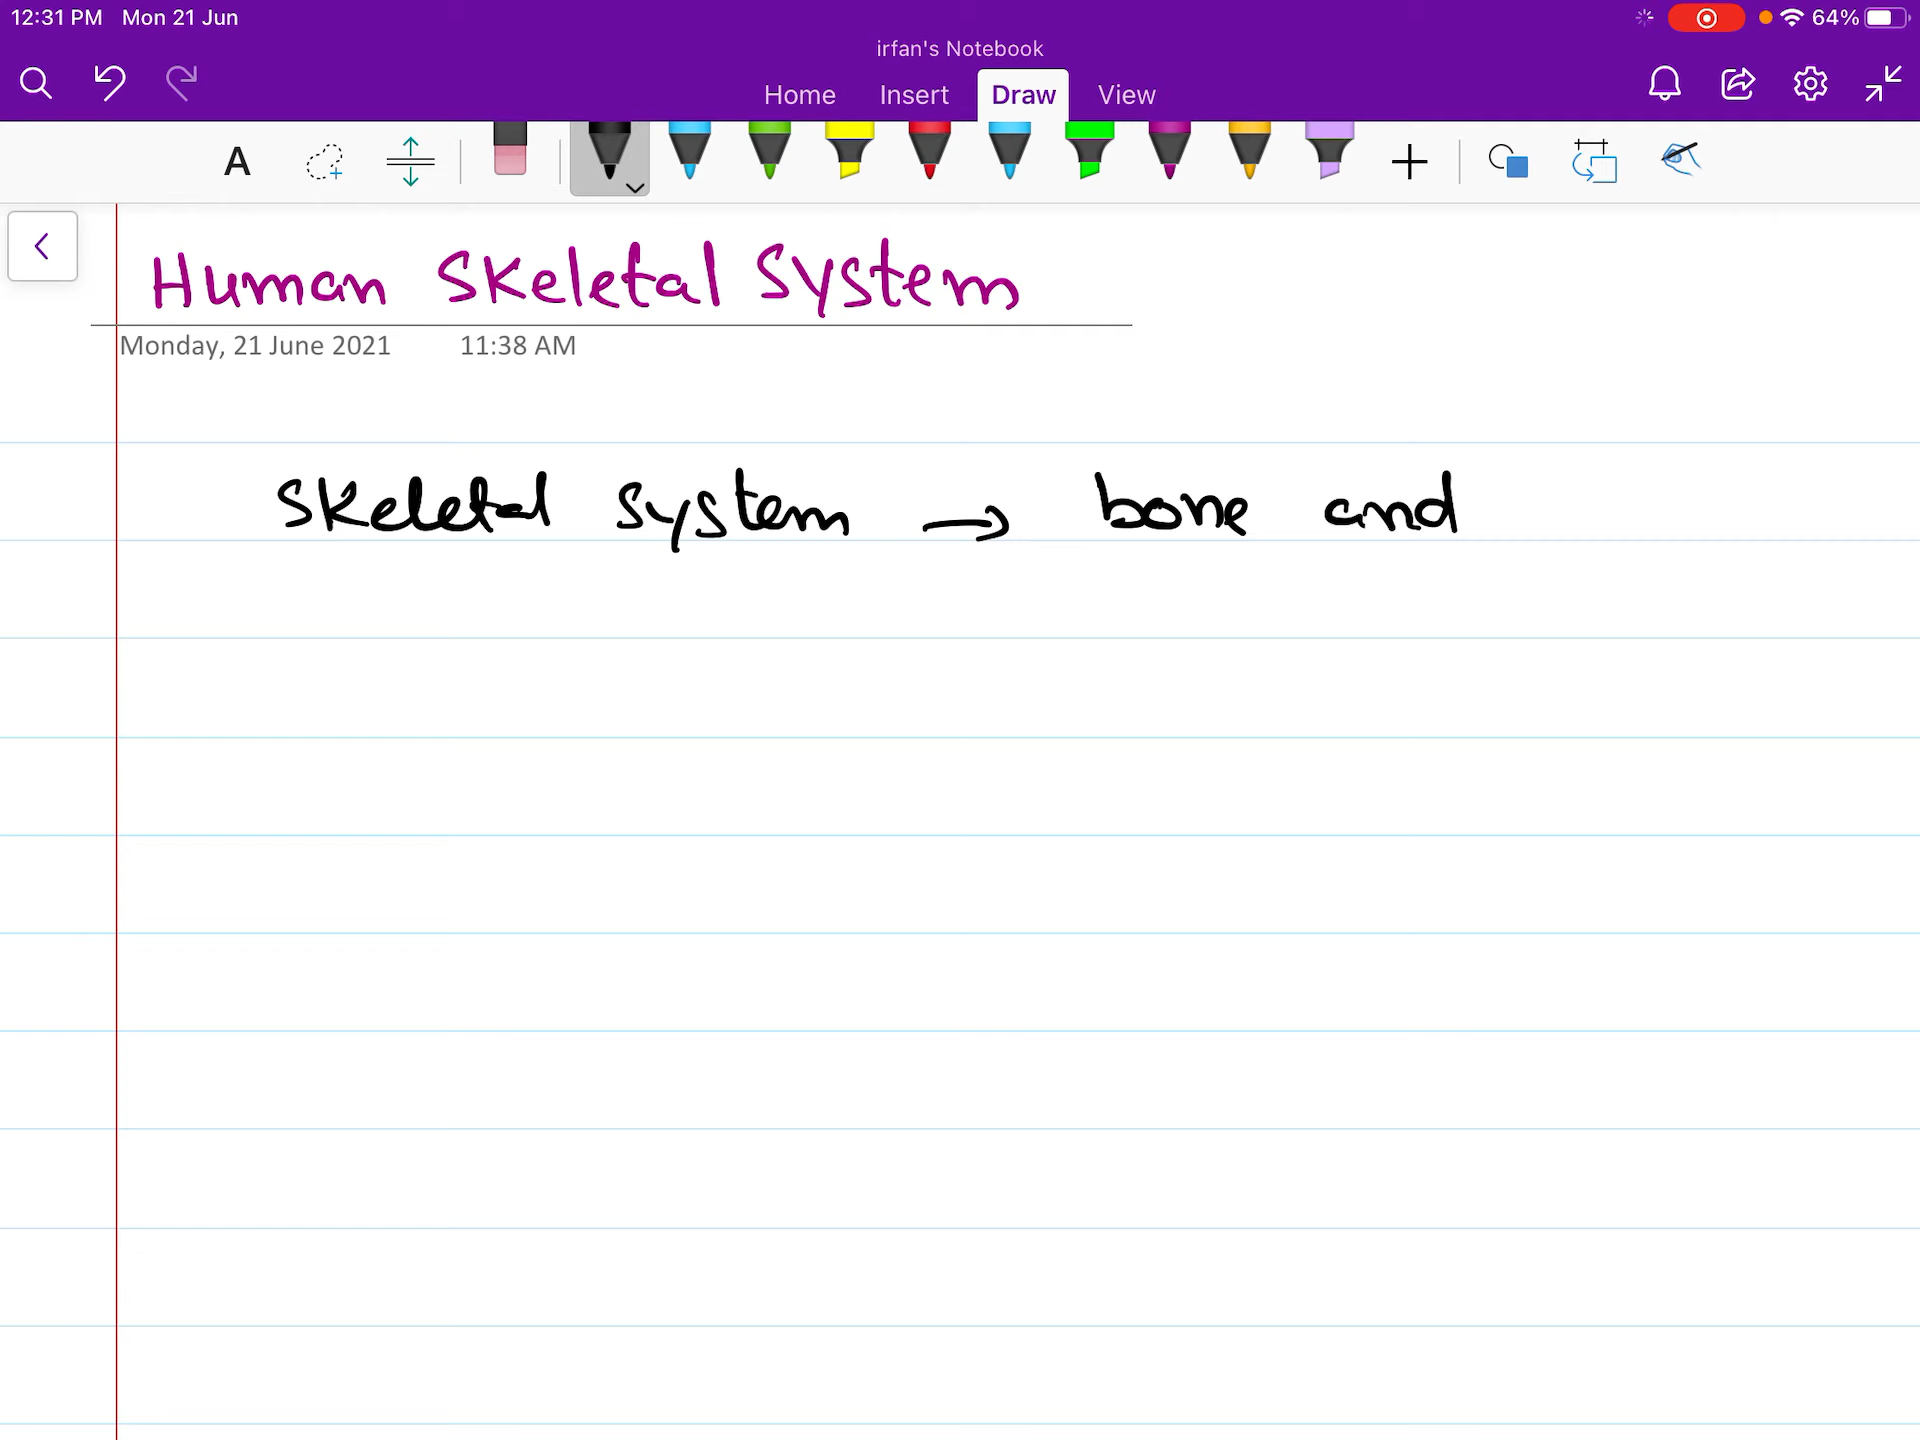 12:31 PM Mon 21 Jun 64%
irfan's Notebook
Home Insert Draw View
A
Human Skeletal System
Monday, 21 June 2021 11:38 AM
skeletal system → bone and